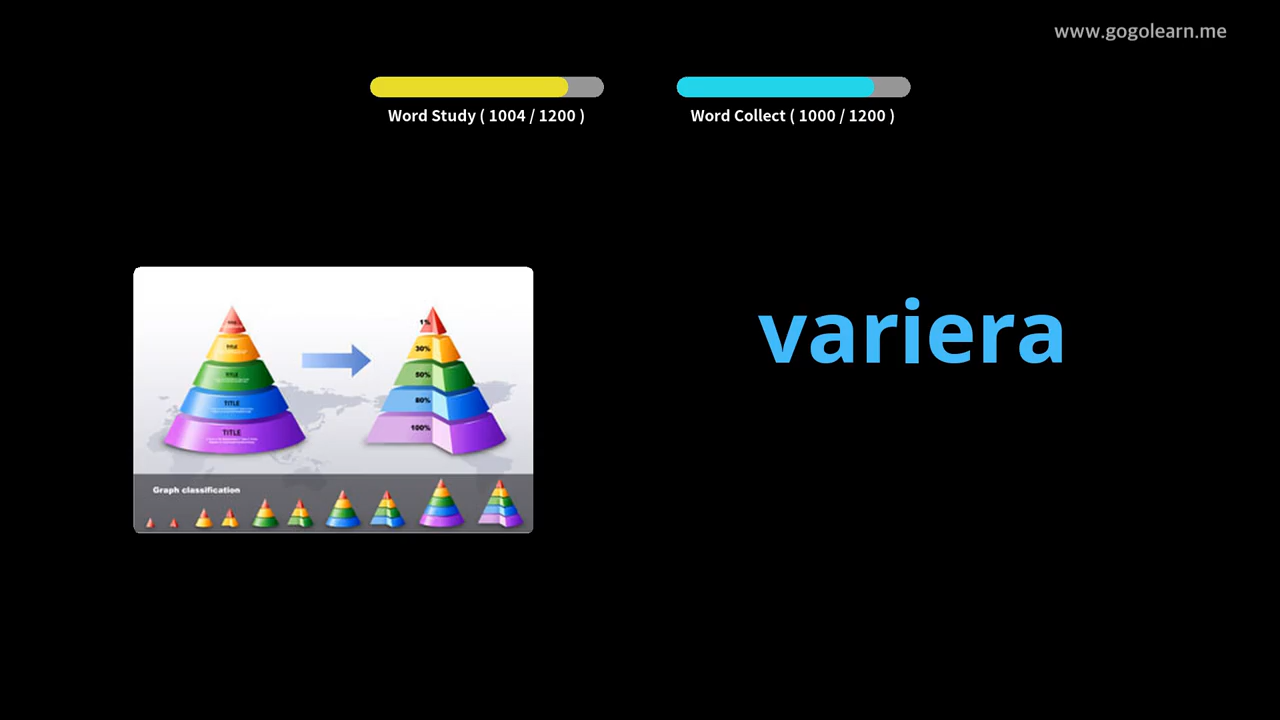 www.gogolearn.me
Word Study ( 1004 / 1200 )
Word Collect ( 1000 / 1200 )
variera
1%
TITLE
30%
TITLE
50%
TITLE
80%
TITLE
100%
Graph classification